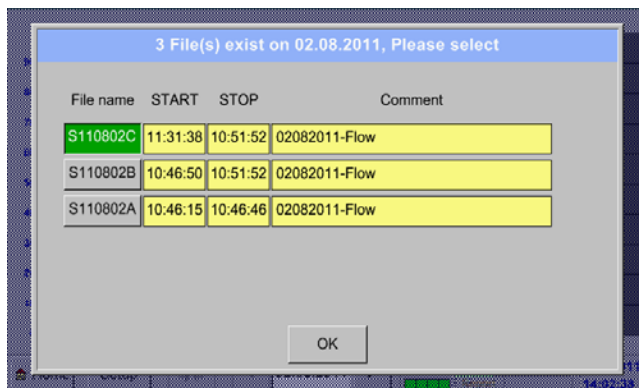 3 File(s) exist on 02.08.2011, Please select
File name START STOP Comment
S110802C 11:31:38 10:51:52 02082011-Flow
S110802B 10:46:50 10:51:52 02082011-Flow
S110802A 10:46:15 10:46:46 02082011-Flow
OK
Home Setup